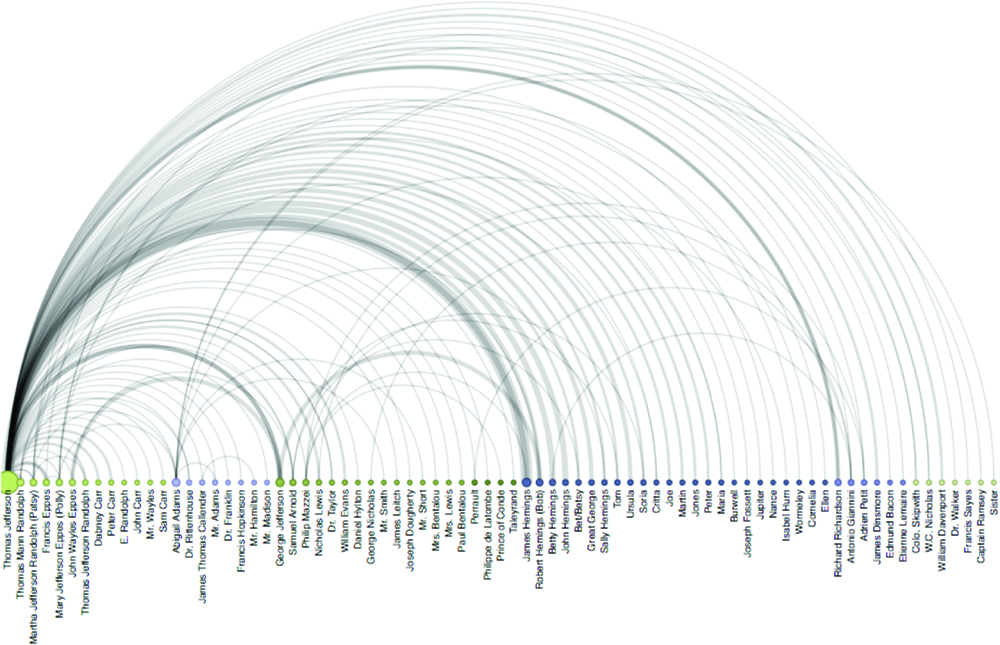 Thomas Jefferson
Thomas Mann Randolph
Martha Jefferson Randolph (Patsy)
Francis Eppes
Mary Jefferson Eppes (Polly)
John Wayles Eppes
Thomas Jefferson Randolph
Dabney Carr
Peter Carr
E. Randolph
John Carr
Mr. Wayles
Sam Carr
Abigail Adams
Dr. Rittenhouse
James Thomas Callender
Mr. Adams
Dr. Franklin
Francis Hopkinson
Mr. Hamilton
Mr. Madison
George Jefferson
Samuel Arnold
Philip Mazzei
Nicholas Lewis
Dr. Taylor
William Evans
Daniel Hylton
George Nicholas
Mr. Smith
James Leitch
Joseph Dougherty
Mr. Short
Mrs. Bentalou
Mrs. Lewis
Paul Bentalou
Perrault
Philippe de Latombe
Prince of Conde
Taleyrand
James Hemings
Robert Hemings (Bob)
Betty Hemings
John Hemings
Bet/Betsy
Great George
Sally Hemings
Tom
Ursula
Suria
Critta
Joe
Martin
Jones
Peter
Maria
Burwell
Joseph Fossett
Jupiter
Nance
Isabel Hum
Wormeley
Cornelia
Ellen
Richard Richardson
Antonio Giannini
Adrien Petit
James Dinsmore
Edmund Bacon
Etienne Lemaire
Colo. Skipwith
W.C. Nicholas
William Davenport
Dr. Walker
Francis Sayes
Captain Ramsey
Sister